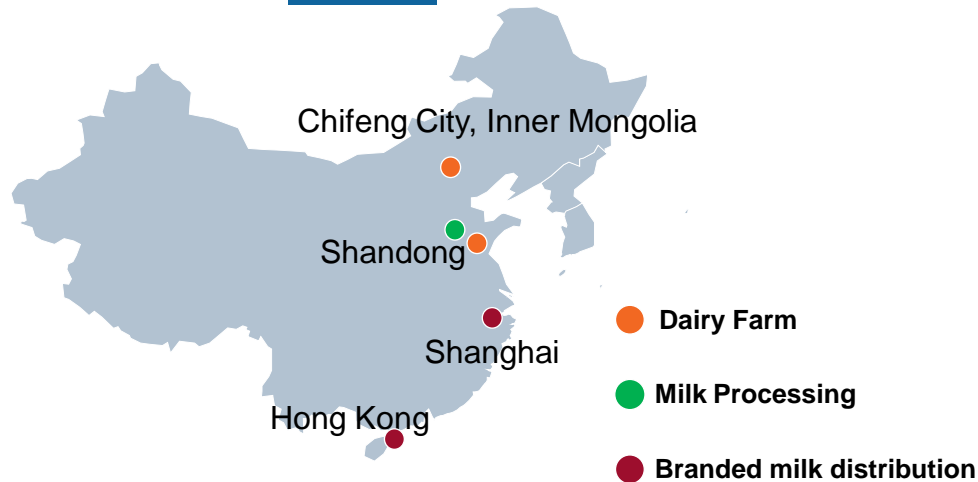 Chifeng City, Inner Mongolia
Shandong
Shanghai
Hong Kong
Dairy Farm
Milk Processing
Branded milk distribution